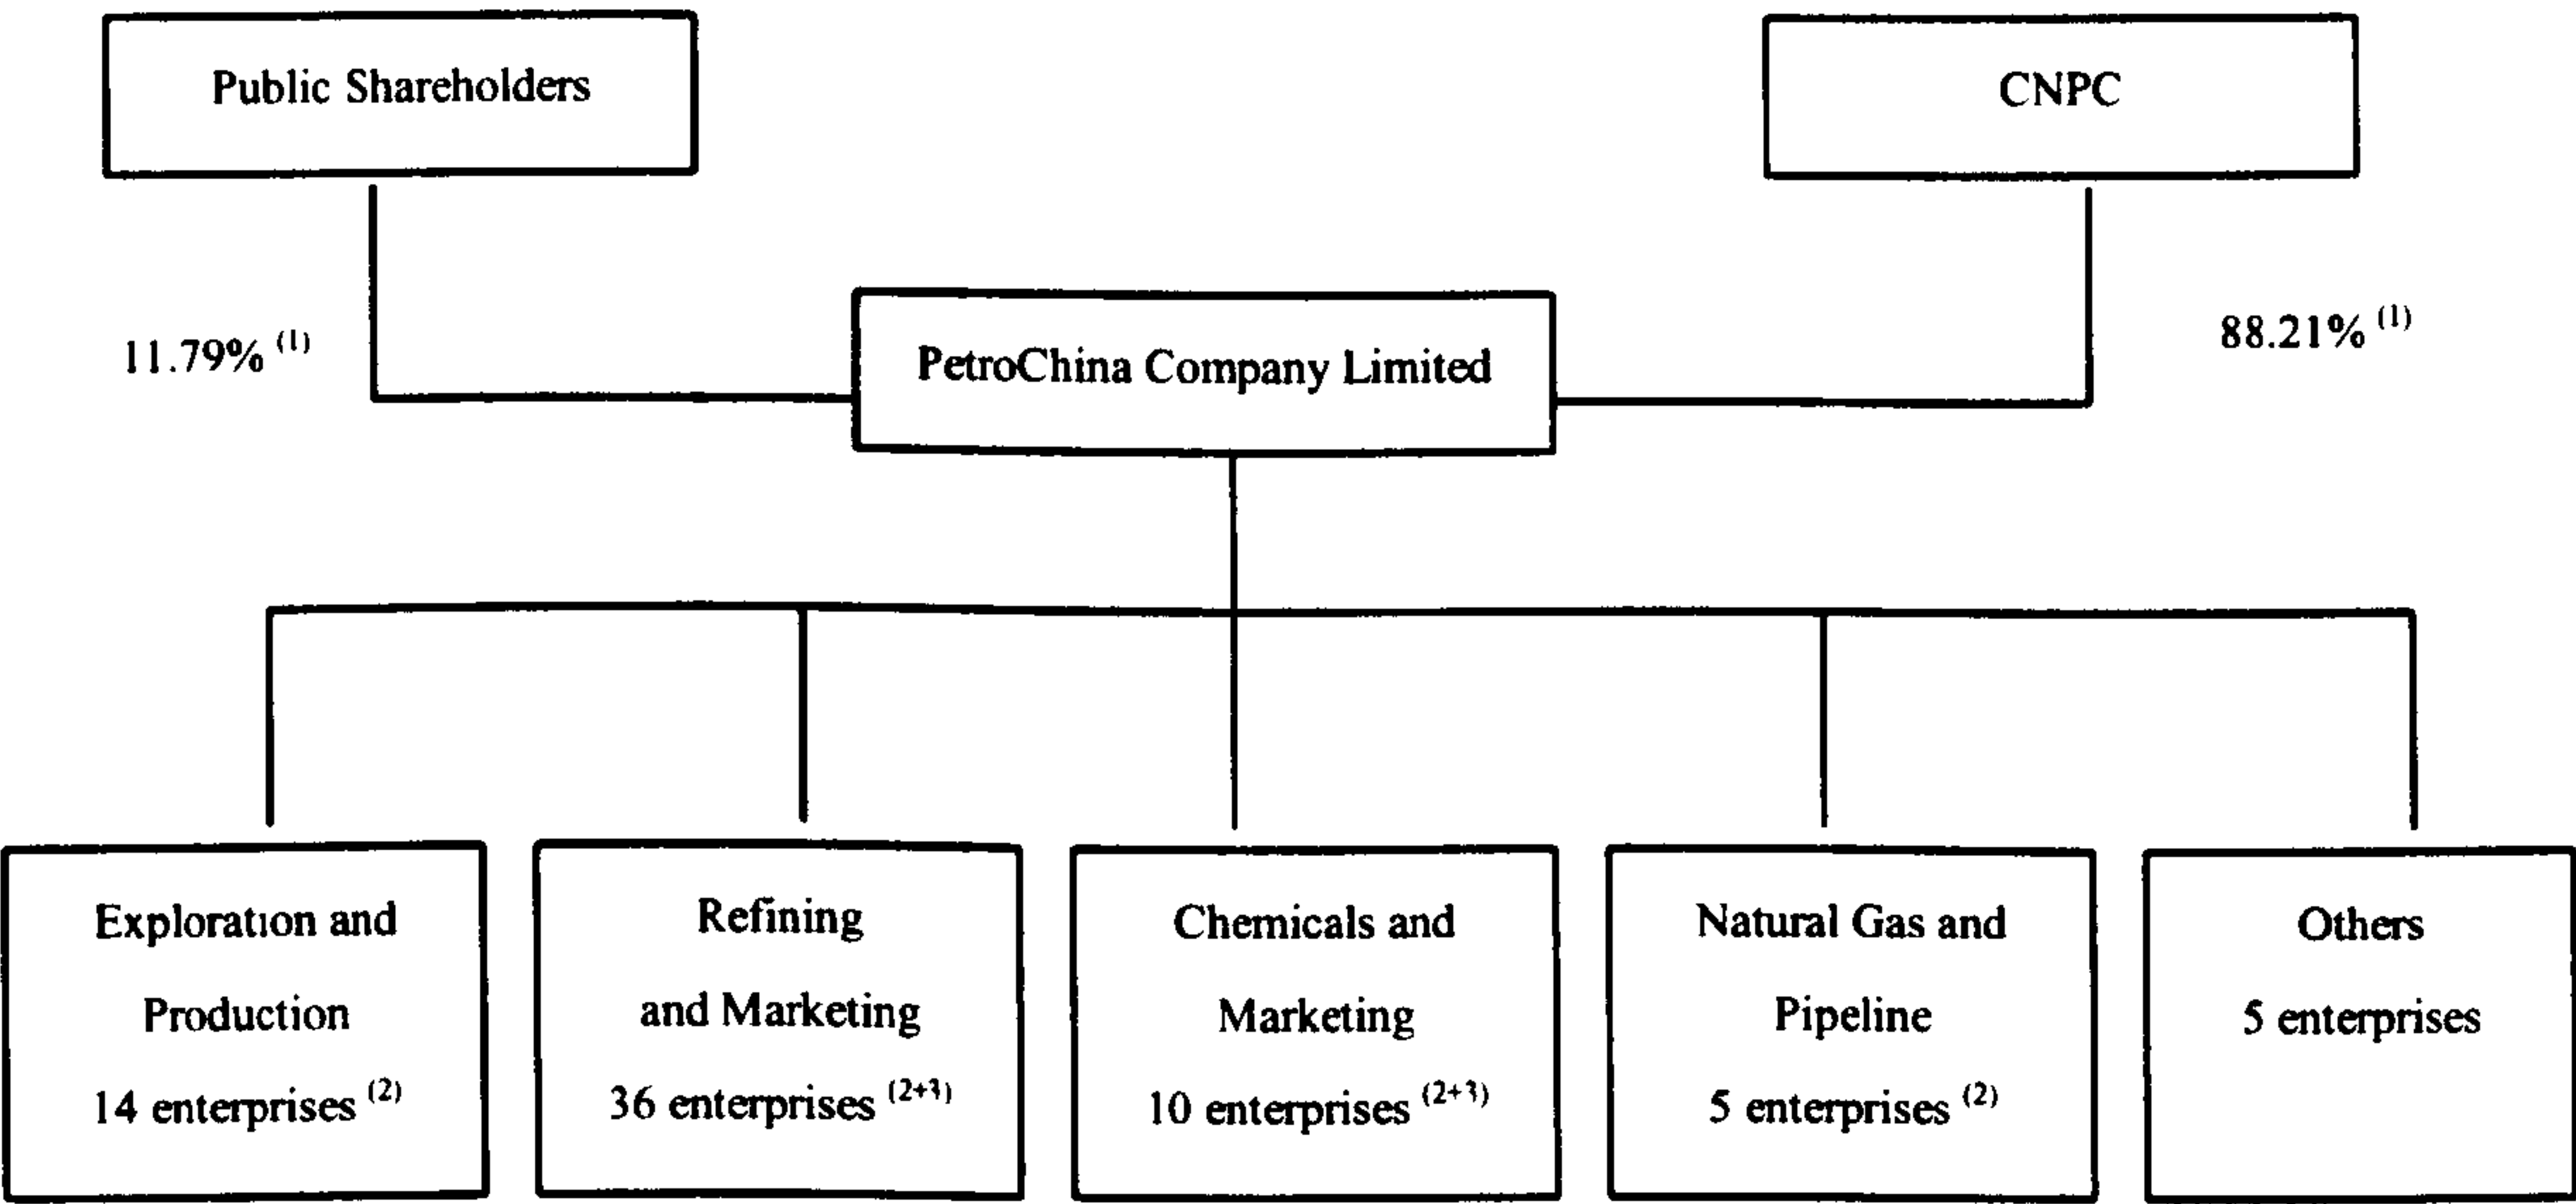 Public Shareholders
CNPC
11.79% (1)
PetroChina Company Limited
88.21% (1)
Exploration and
Production
14 enterprises (2)
Refining
and Marketing
36 enterprises (2+3)
Chemicals and
Marketing
10 enterprises (2+3)
Natural Gas and
Pipeline
5 enterprises (2)
Others
5 enterprises